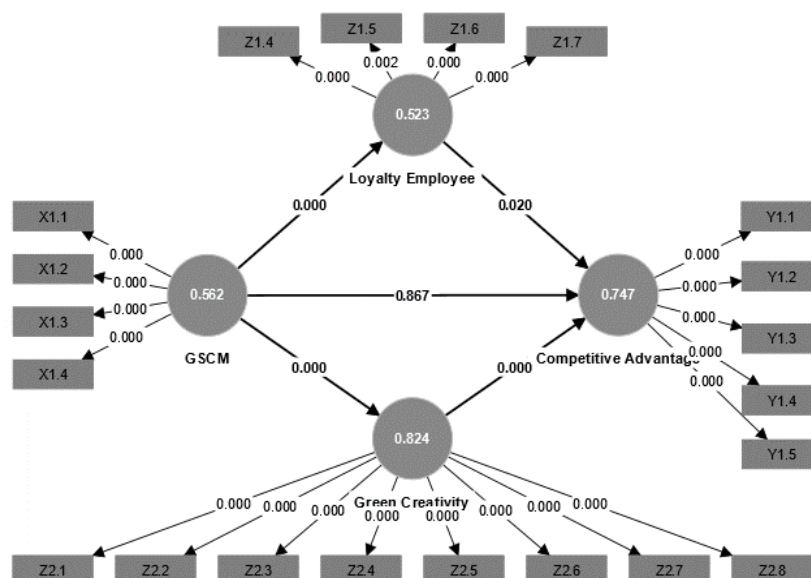 Z1.4
Z1.5
Z1.6
Z1.7
0.000
0.002
0.000
0.000
0.523
Loyalty Employee
0.000
0.020
X1.1
X1.2
X1.3
X1.4
0.000
0.000
0.000
0.000
0.562
GSCM
0.867
0.747
Competitive Advantage
0.000
0.000
0.000
0.000
0.000
Y1.1
Y1.2
Y1.3
Y1.4
Y1.5
0.000
0.000
0.824
Green Creativity
0.000
0.000
0.000
0.000
0.000
0.000
0.000
0.000
Z2.1
Z2.2
Z2.3
Z2.4
Z2.5
Z2.6
Z2.7
Z2.8